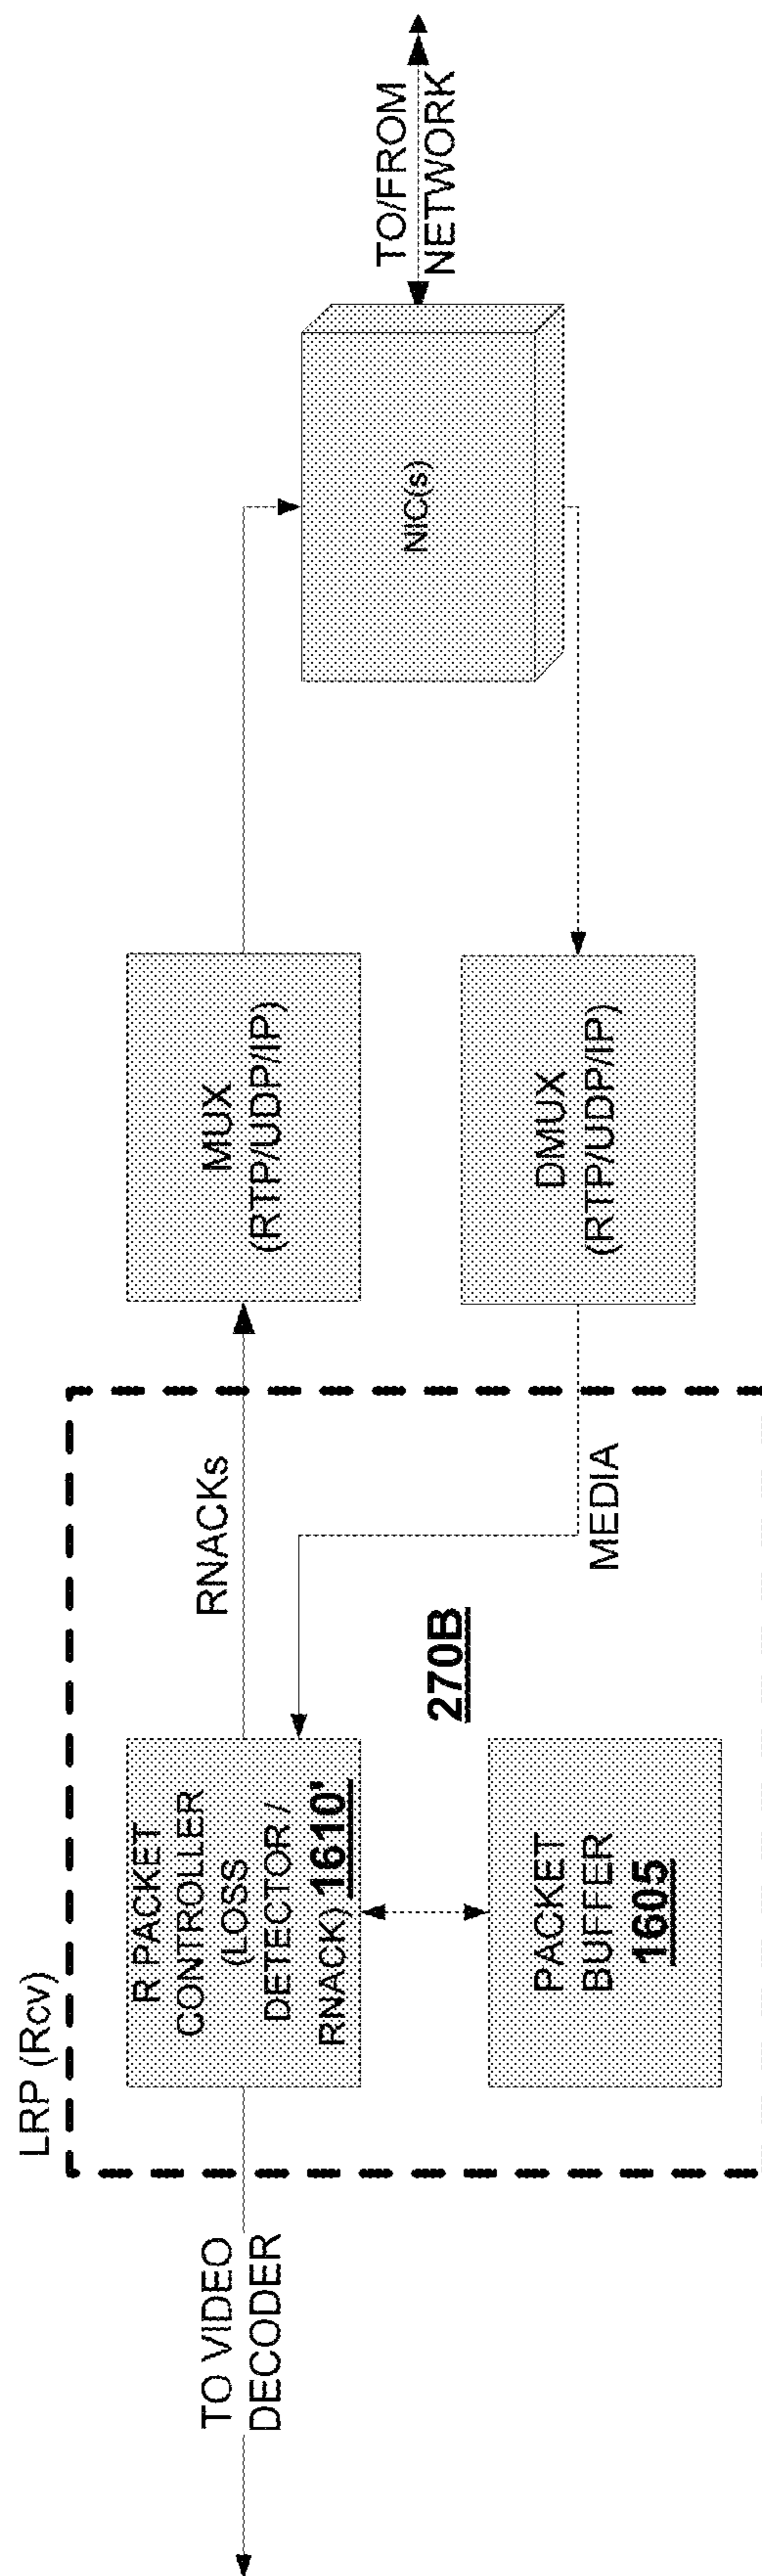 LRP (Rcv)
TO VIDEO
DECODER
R PACKET
CONTROLLER
(LOSS
DETECTOR /
RNACK) 1610'
PACKET
BUFFER
1605
270B
RNACKs
MEDIA
MUX
(RTP/UDP/IP)
DMUX
(RTP/UDP/IP)
NIC(s)
TO/FROM
NETWORK